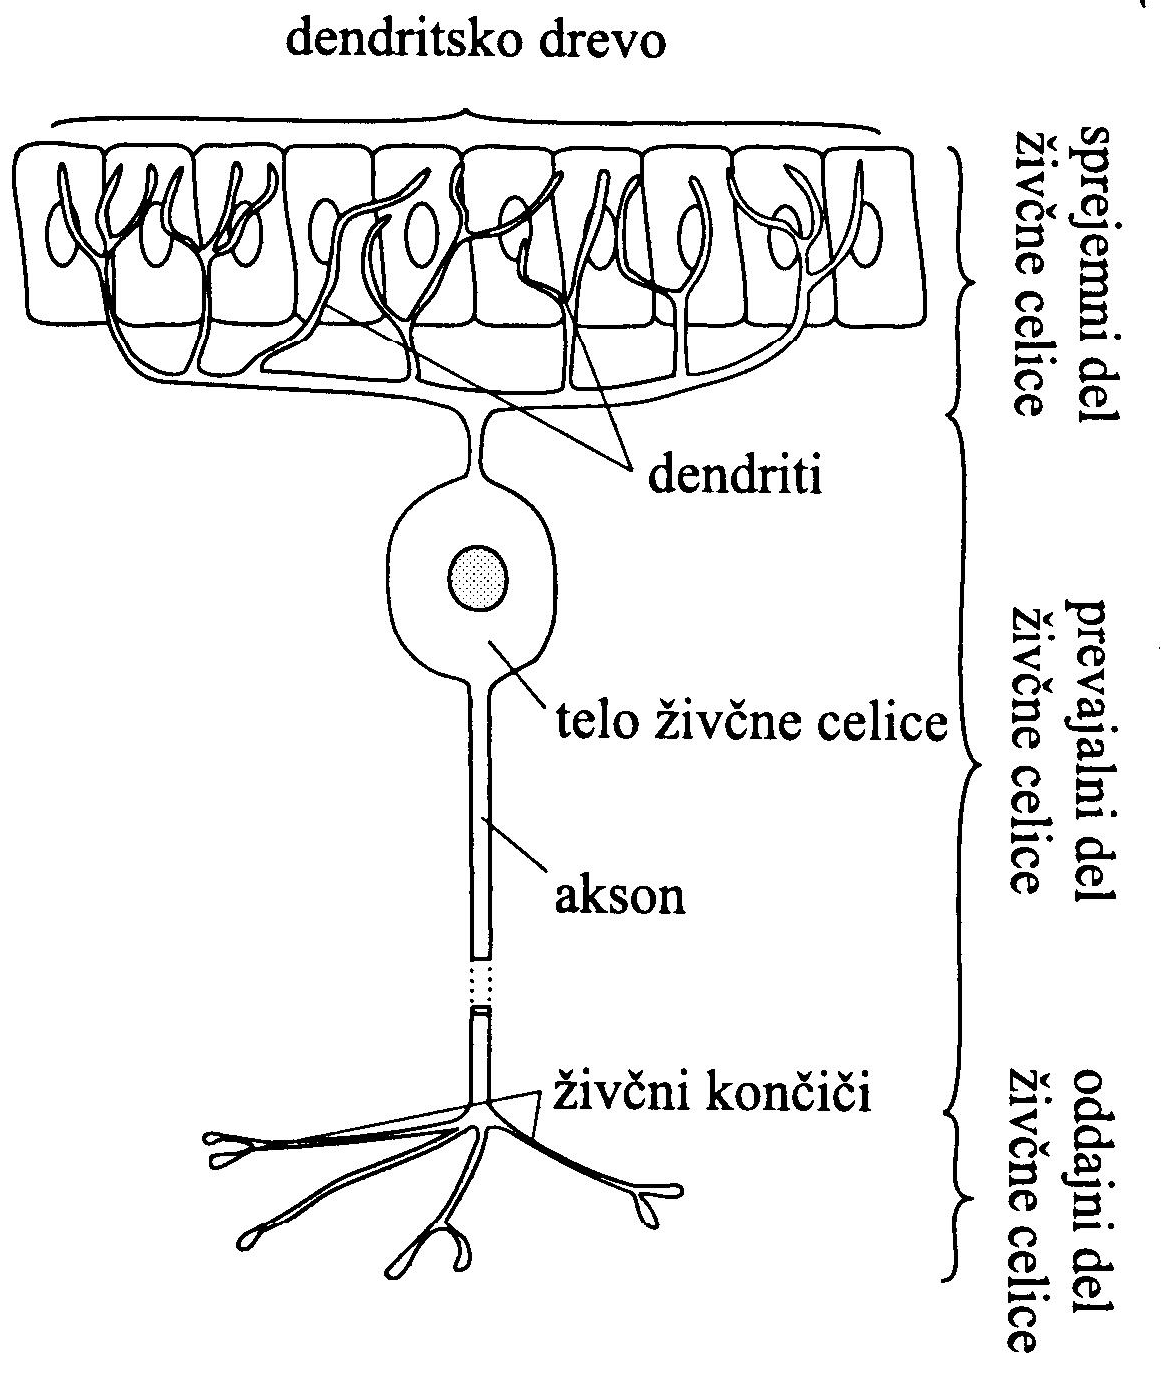 dendritsko drevo
sprejemni del
živčne celice
dendriti
prevajalni del
živčne celice
telo živčne celice
akson
živčni končiči
oddajni del
živčne celice